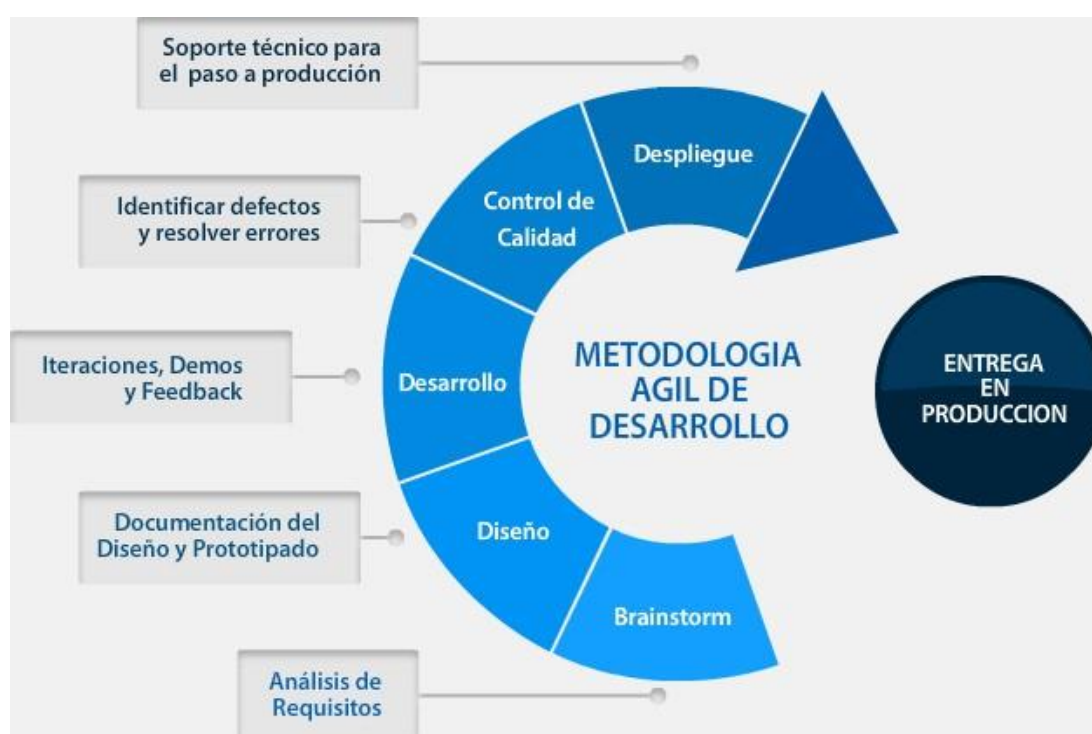 Soporte técnico para
el paso a producción
Despliegue
Identificar defectos
y resolver errores
Control de
Calidad
Iteraciones, Demos
y Feedback
Desarrollo
METODOLOGIA
AGIL DE
DESARROLLO
ENTREGA
EN
PRODUCCION
Documentación del
Diseño y Prototipado
Diseño
Brainstorm
Análisis de
Requisitos